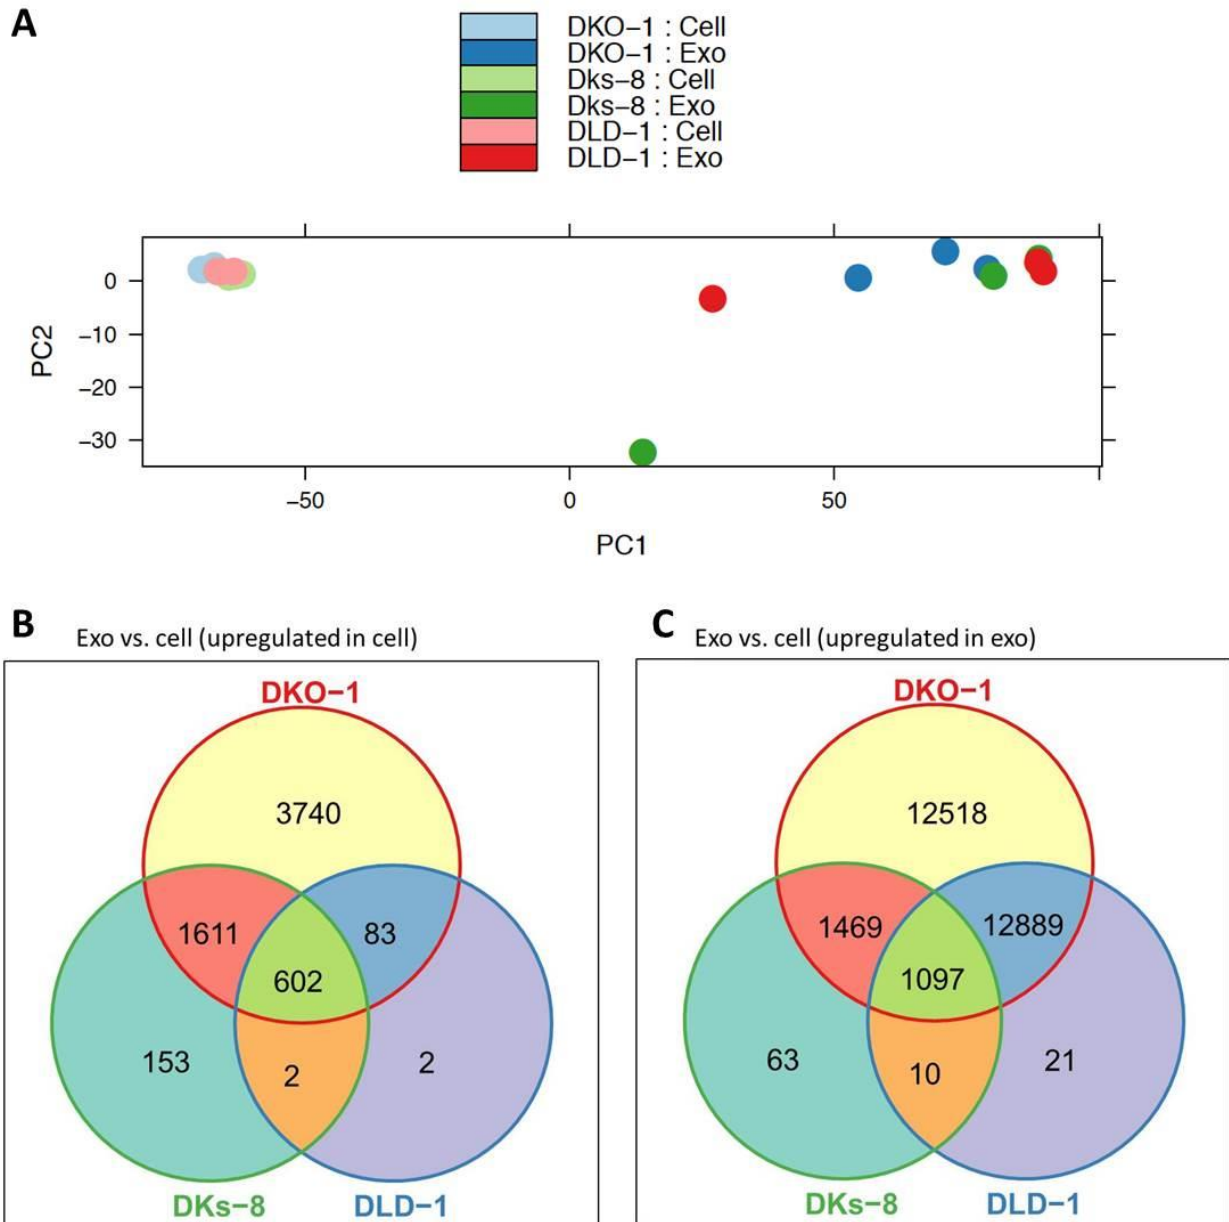 A
DKO−1 : Cell
DKO−1 : Exo
Dks−8 : Cell
Dks−8 : Exo
DLD−1 : Cell
DLD−1 : Exo
PC2
0
−10
−20
−30
−50
0
50
PC1
B
Exo vs. cell (upregulated in cell)
DKO−1
3740
1611
83
602
153
2
2
DKs−8
DLD−1
C
Exo vs. cell (upregulated in exo)
DKO−1
12518
1469
12889
1097
63
10
21
DKs−8
DLD−1